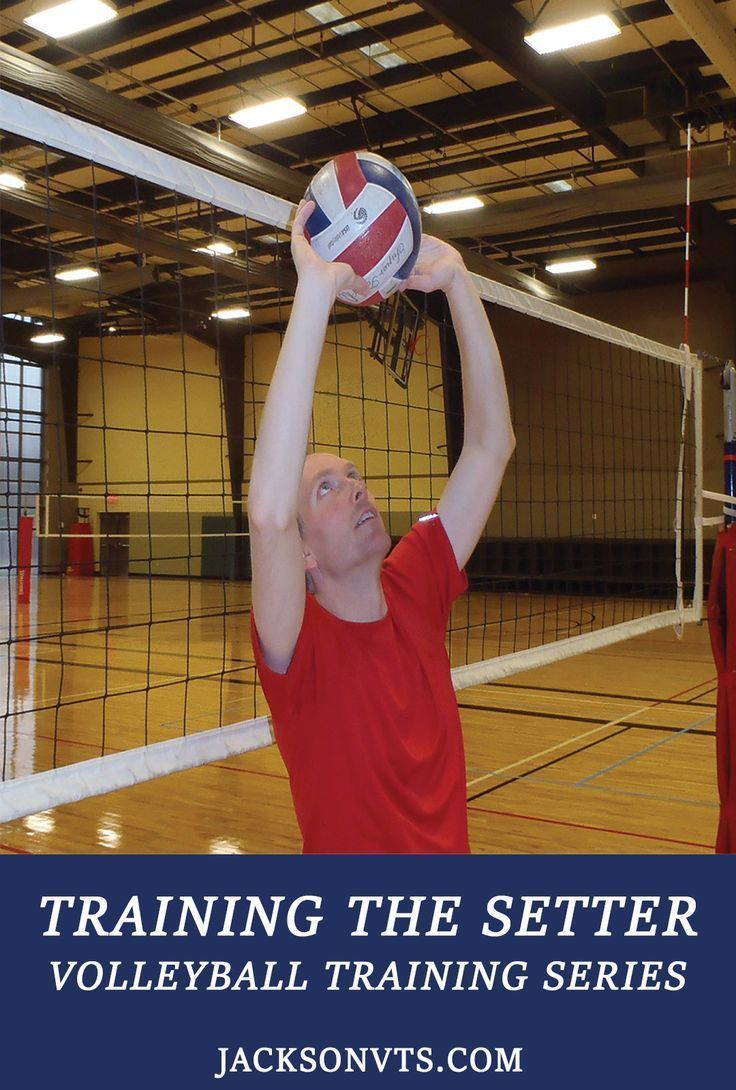 TRAINING THE SETTER
VOLLEYBALL TRAINING SERIES
JACKSONVTS.COM